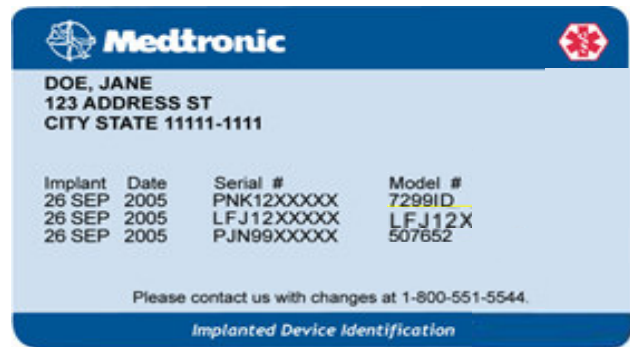 Medtronic
DOE, JANE
123 ADDRESS ST
CITY STATE 11111-1111
Implant Date Serial # Model #
26 SEP 2005 PNK12XXXXX 7299ID
26 SEP 2005 LFJ12XXXXX LFJ12X
26 SEP 2005 PJN99XXXXX 507652
Please contact us with changes at 1-800-551-5544.
Implanted Device Identification